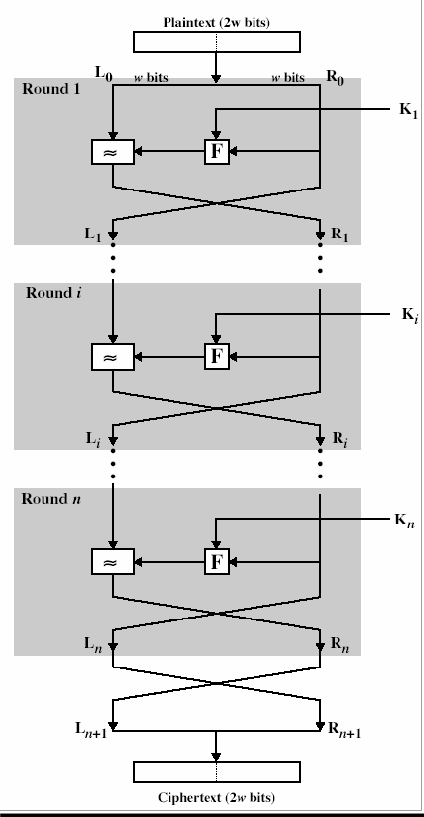 Plaintext (2w bits)
L0 w bits w bits R0
Round 1
K1
≈ F
L1 R1
Round i
Ki
≈ F
Li Ri
Round n
Kn
≈ F
Ln Rn
Ln+1 Rn+1
Ciphertext (2w bits)